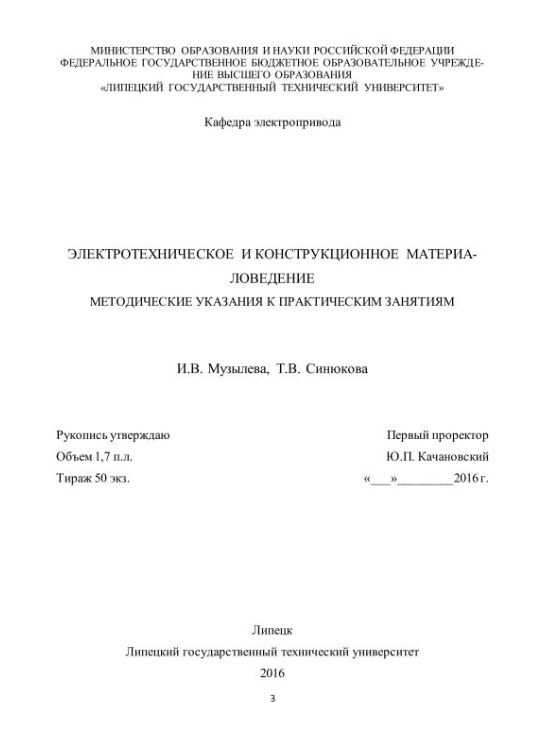 МИНИСТЕРСТВО ОБРАЗОВАНИЯ И НАУКИ РОССИЙСКОЙ ФЕДЕРАЦИИ
ФЕДЕРАЛЬНОЕ ГОСУДАРСТВЕННОЕ БЮДЖЕТНОЕ ОБРАЗОВАТЕЛЬНОЕ УЧРЕЖДЕ-
НИЕ ВЫСШЕГО ОБРАЗОВАНИЯ
«ЛИПЕЦКИЙ ГОСУДАРСТВЕННЫЙ ТЕХНИЧЕСКИЙ УНИВЕРСИТЕТ»
Кафедра электропривода
ЭЛЕКТРОТЕХНИЧЕСКОЕ И КОНСТРУКЦИОННОЕ МАТЕРИА-
ЛОВЕДЕНИЕ
МЕТОДИЧЕСКИЕ УКАЗАНИЯ К ПРАКТИЧЕСКИМ ЗАНЯТИЯМ
И.В. Музылева, Т.В. Синюкова
Рукопись утверждаю Первый проректор
Объем 1,7 п.л. Ю.П. Качановский
Тираж 50 экз. «___»_________2016 г.
Липецк
Липецкий государственный технический университет
2016
3